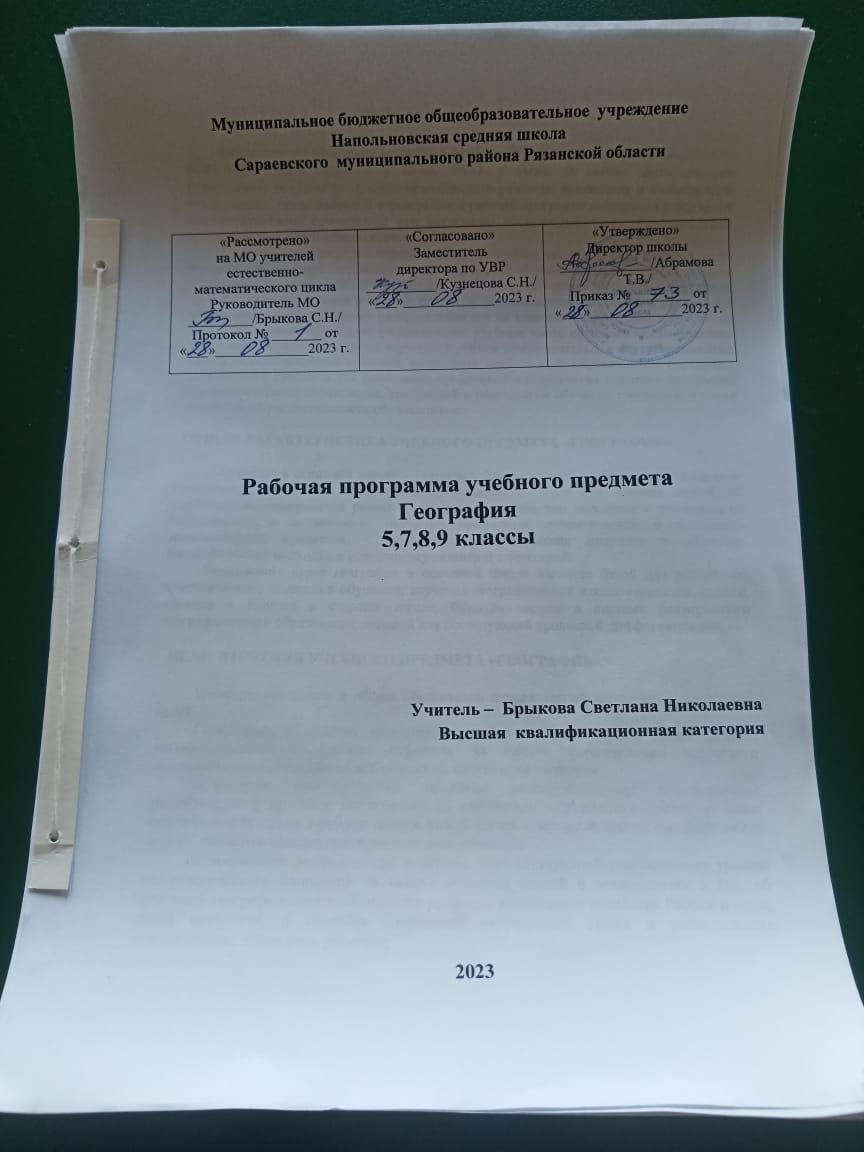 Муниципальное бюджетное общеобразовательное учреждение
Напольновская средняя школа
Сараевского муниципального района Рязанской области
«Рассмотрено»
на МО учителей
естественно-
математического цикла
Руководитель МО
/Брыкова С.Н./
Протокол № 1 от
«28» 08 2023 г.
«Согласовано»
Заместитель
директора по УВР
/Кузнецова С.Н./
«28» 08 2023 г.
«Утверждено»
Директор школы
/Абрамова
Т.В./
Приказ № 73 от
«28» 08 2023 г.
Рабочая программа учебного предмета
География
5,7,8,9 классы
Учитель – Брыкова Светлана Николаевна
Высшая квалификационная категория
2023